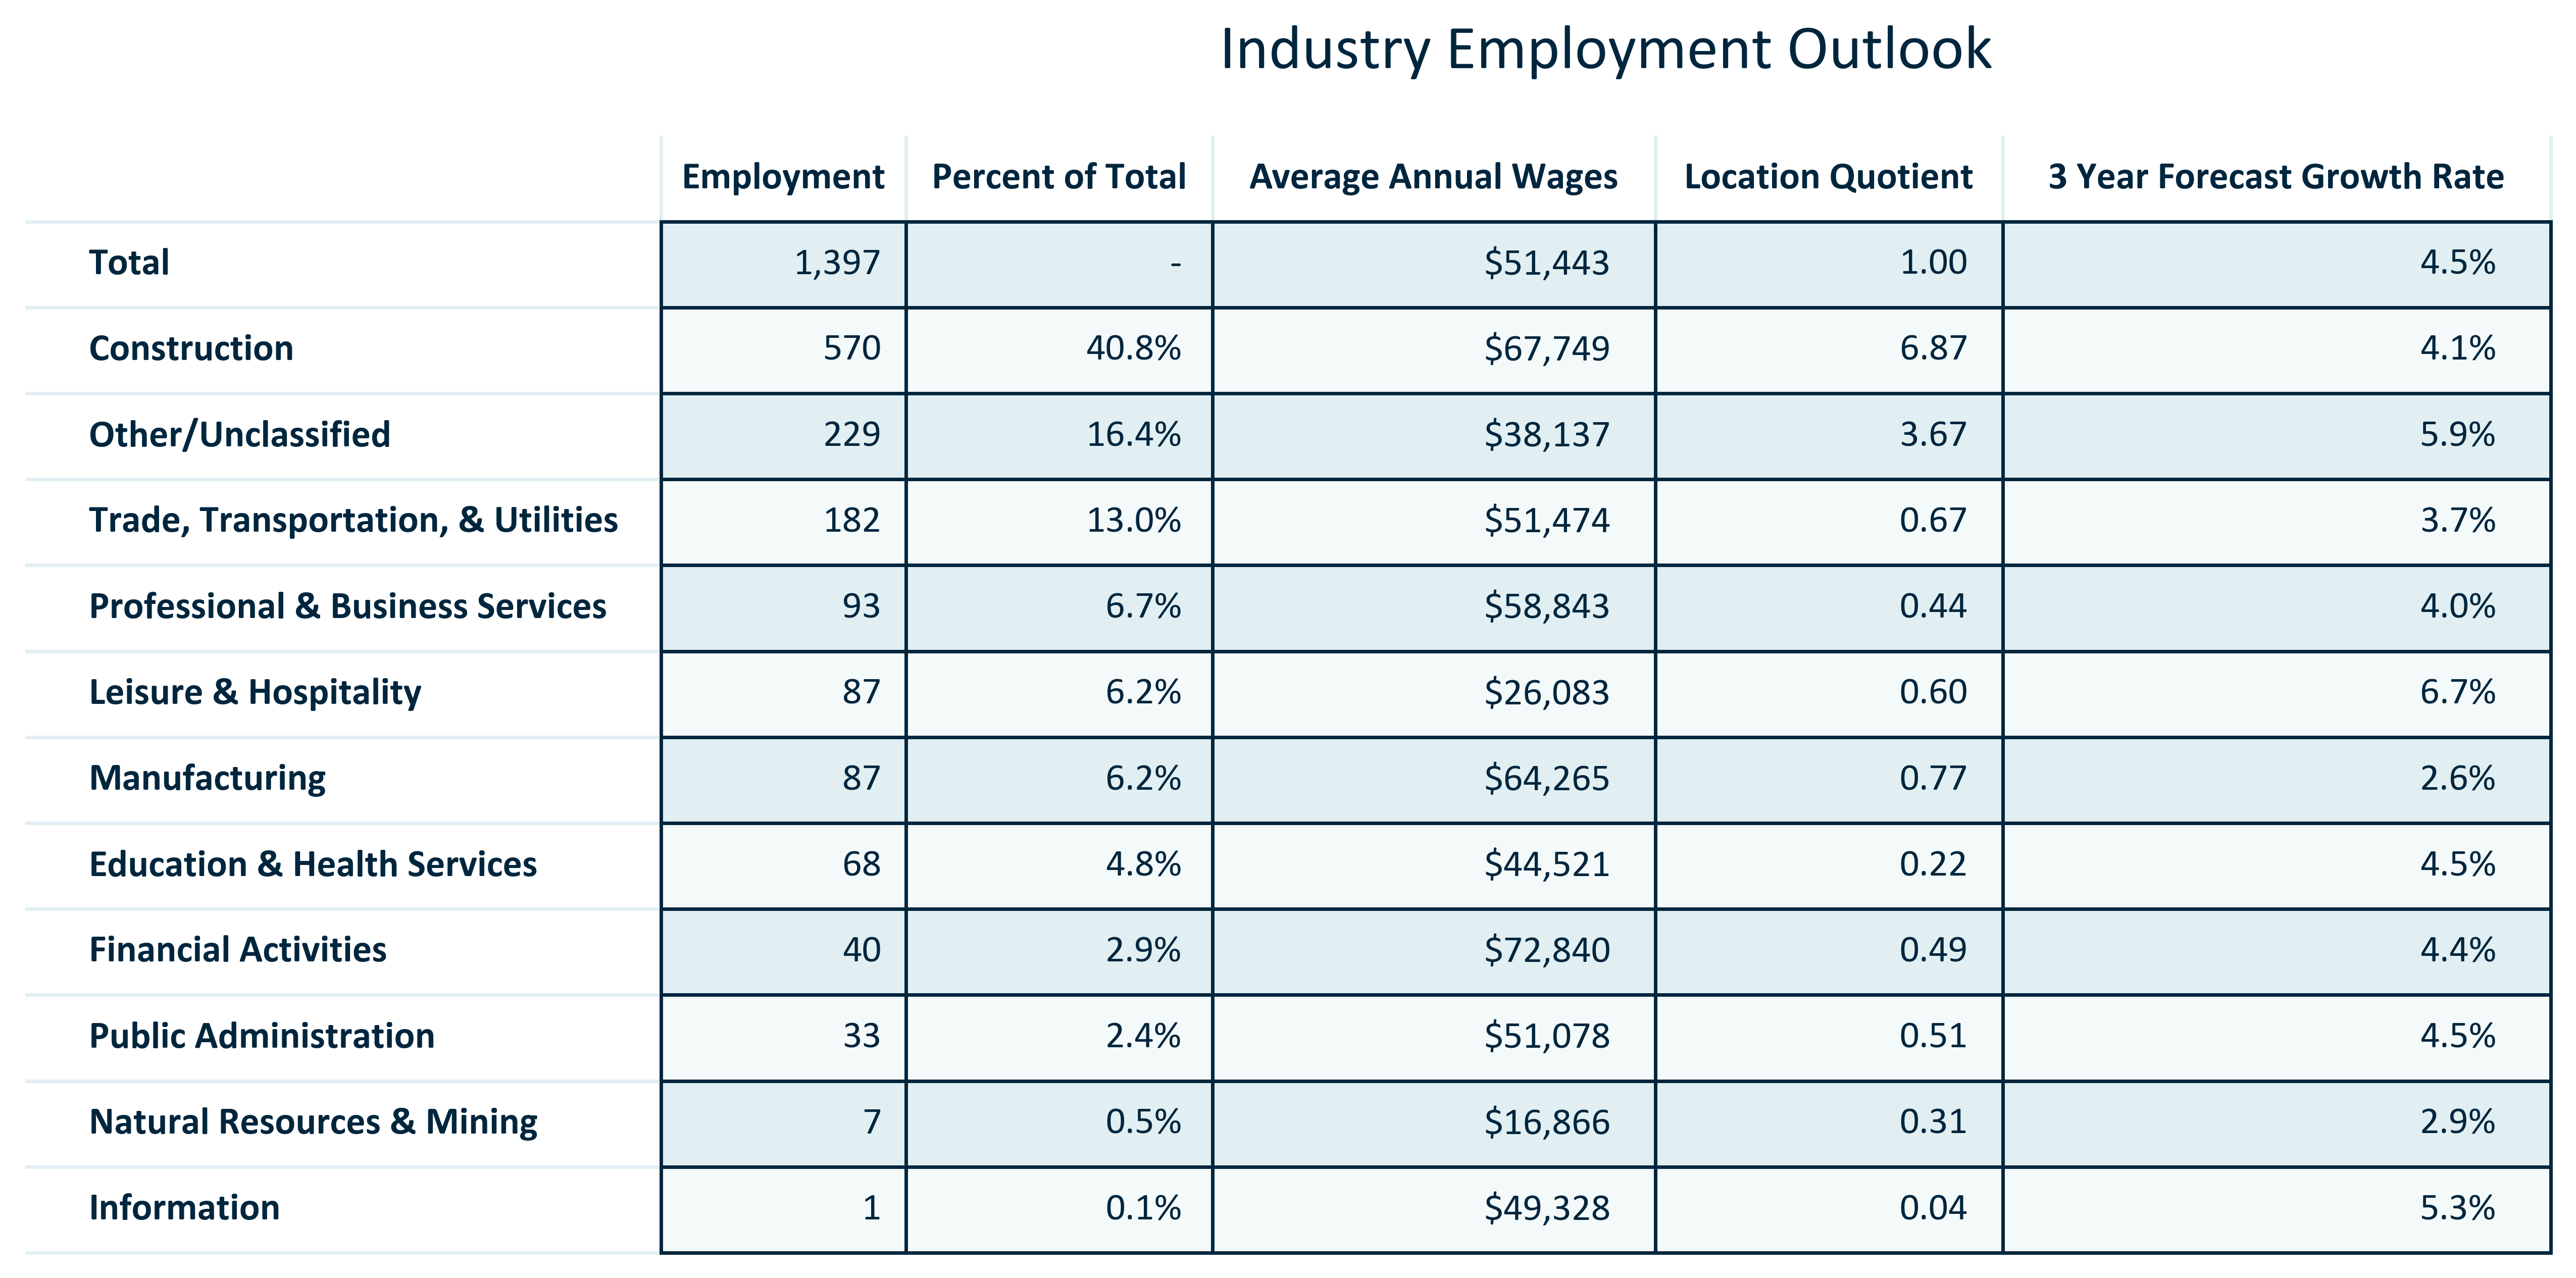 Industry Employment Outlook
Employment Percent of Total Average Annual Wages Location Quotient 3 Year Forecast Growth Rate
Total 1,397 - $51,443 1.00 4.5%
Construction 570 40.8% $67,749 6.87 4.1%
Other/Unclassified 229 16.4% $38,137 3.67 5.9%
Trade, Transportation, & Utilities 182 13.0% $51,474 0.67 3.7%
Professional & Business Services 93 6.7% $58,843 0.44 4.0%
Leisure & Hospitality 87 6.2% $26,083 0.60 6.7%
Manufacturing 87 6.2% $64,265 0.77 2.6%
Education & Health Services 68 4.8% $44,521 0.22 4.5%
Financial Activities 40 2.9% $72,840 0.49 4.4%
Public Administration 33 2.4% $51,078 0.51 4.5%
Natural Resources & Mining 7 0.5% $16,866 0.31 2.9%
Information 1 0.1% $49,328 0.04 5.3%